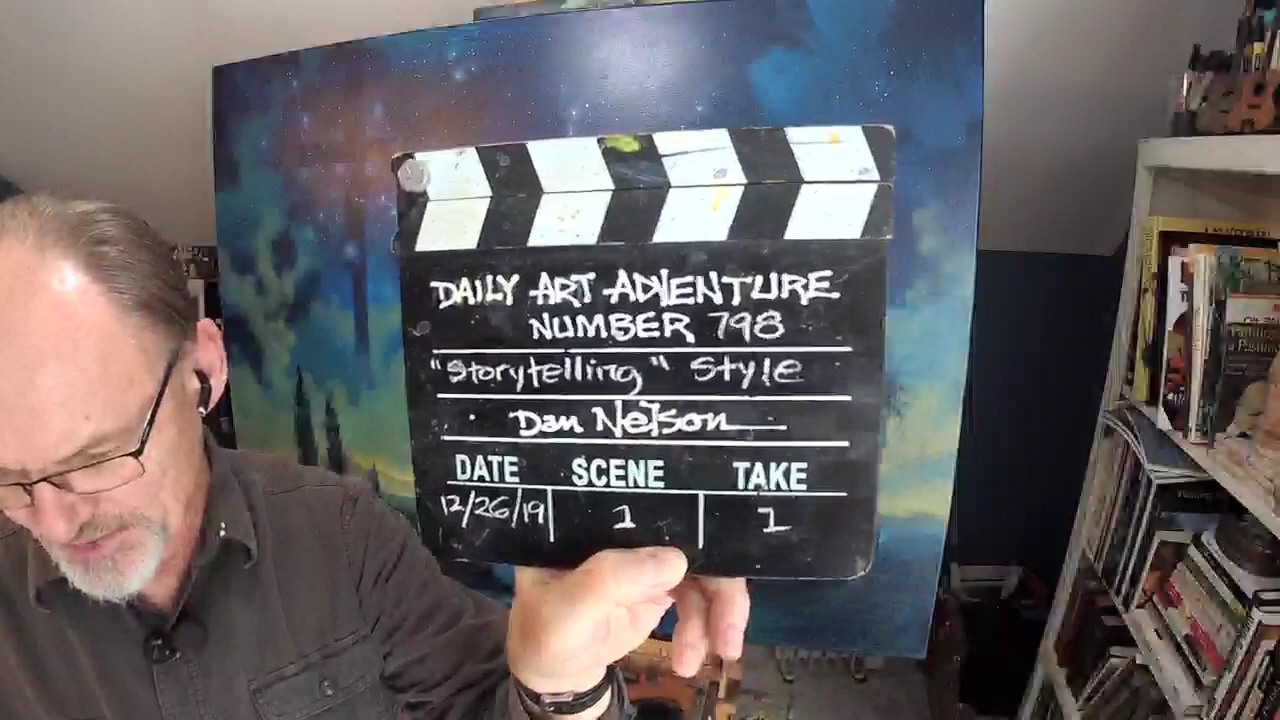 DAILY ART ADVENTURE
NUMBER 798
"Storytelling" Style
Dan Nelson
DATE SCENE TAKE
12/26/19 1 1